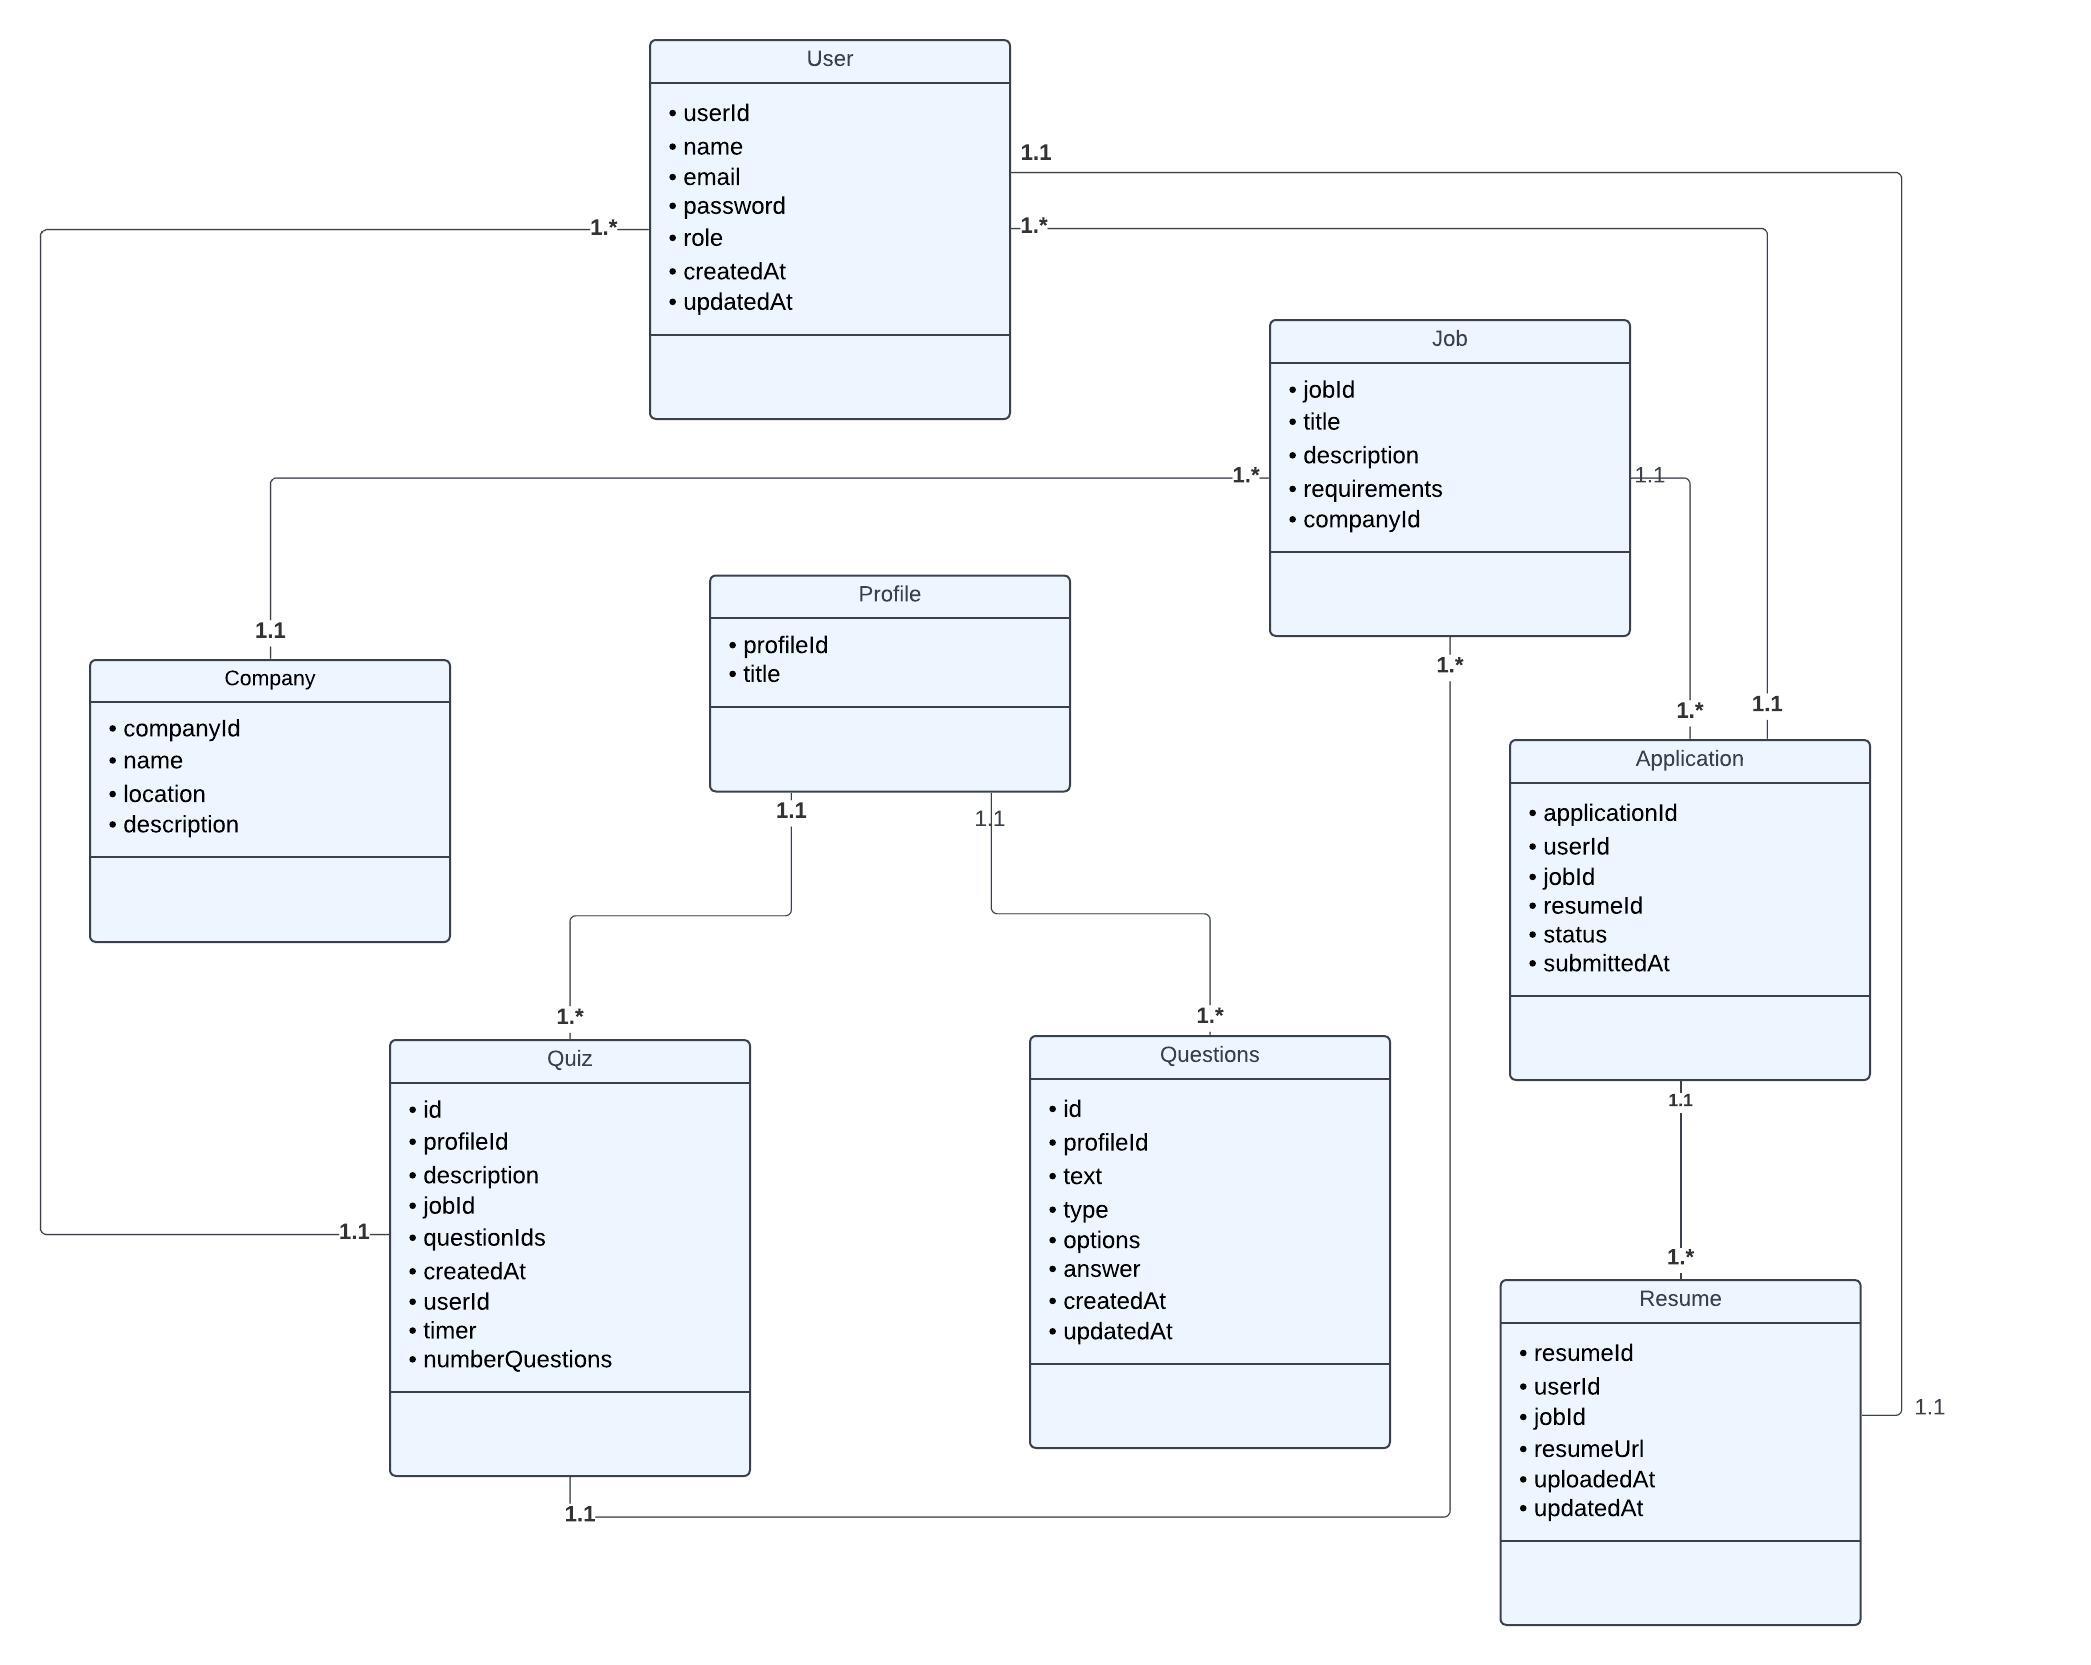 User
• userId
• name
• email
• password
• role
• createdAt
• updatedAt
1.1
1.*
1.*
Job
• jobId
• title
• description
• requirements
• companyId
1.*
1.1
1.*
1.1
Company
• companyId
• name
• location
• description
Profile
• profileId
• title
1.1
1.1
1.*
1.1
Application
• applicationId
• userId
• jobId
• resumeId
• status
• submittedAt
1.1
1.*
Quiz
• id
• profileId
• description
• jobId
• questionIds
• createdAt
• userId
• timer
• numberQuestions
1.1
1.1
1.*
Questions
• id
• profileId
• text
• type
• options
• answer
• createdAt
• updatedAt
1.*
Resume
• resumeId
• userId
• jobId
• resumeUrl
• uploadedAt
• updatedAt
1.1